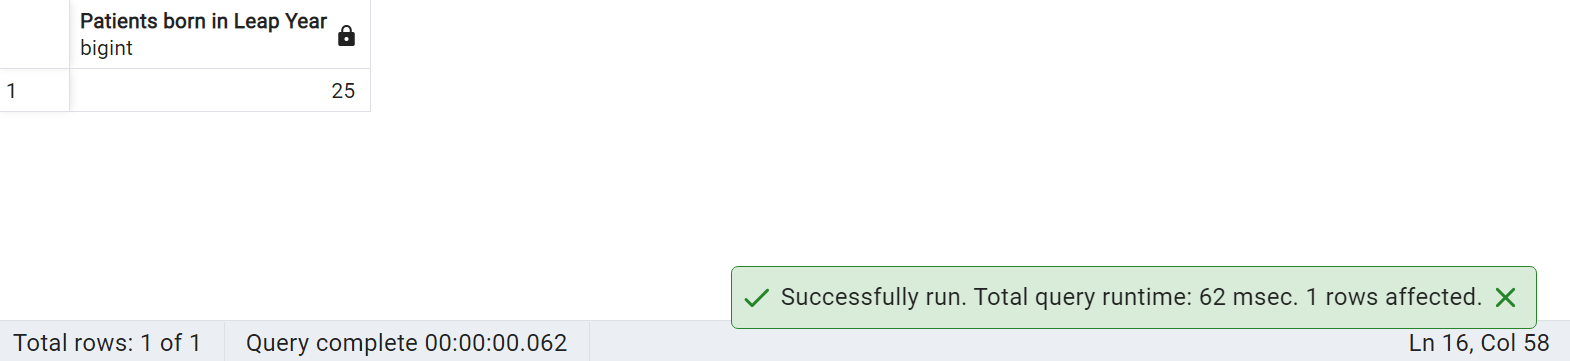 Patients born in Leap Year
bigint
1 25
Successfully run. Total query runtime: 62 msec. 1 rows affected.
Total rows: 1 of 1 Query complete 00:00:00.062 Ln 16, Col 58